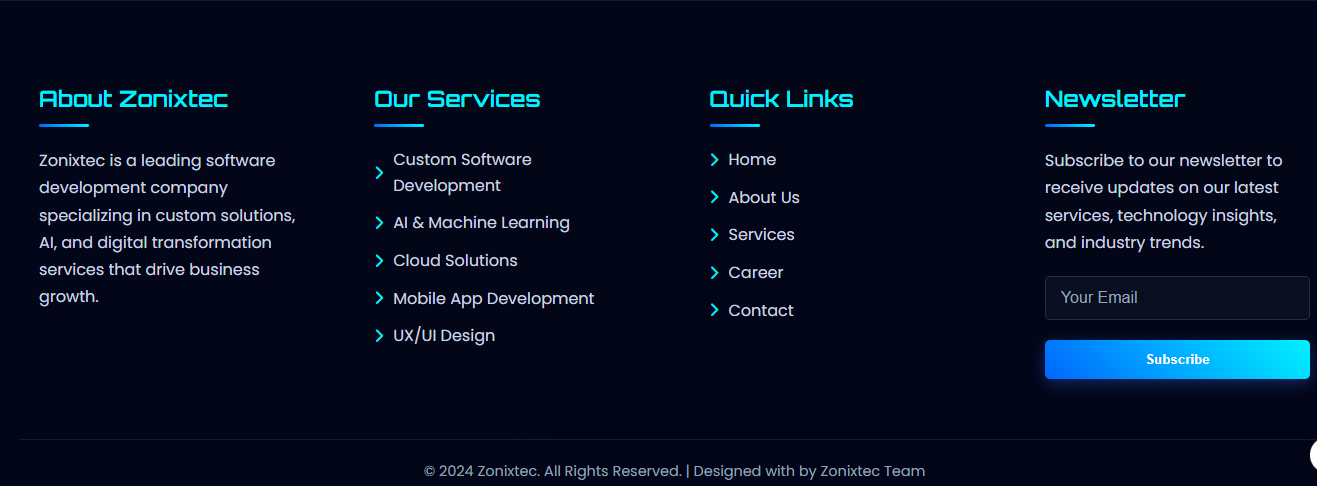 About Zonixtec
Zonixtec is a leading software
development company
specializing in custom solutions,
AI, and digital transformation
services that drive business
growth.
Our Services
Custom Software
Development
AI & Machine Learning
Cloud Solutions
Mobile App Development
UX/UI Design
Quick Links
Home
About Us
Services
Career
Contact
Newsletter
Subscribe to our newsletter to
receive updates on our latest
services, technology insights,
and industry trends.
Your Email
Subscribe
© 2024 Zonixtec. All Rights Reserved. | Designed with by Zonixtec Team